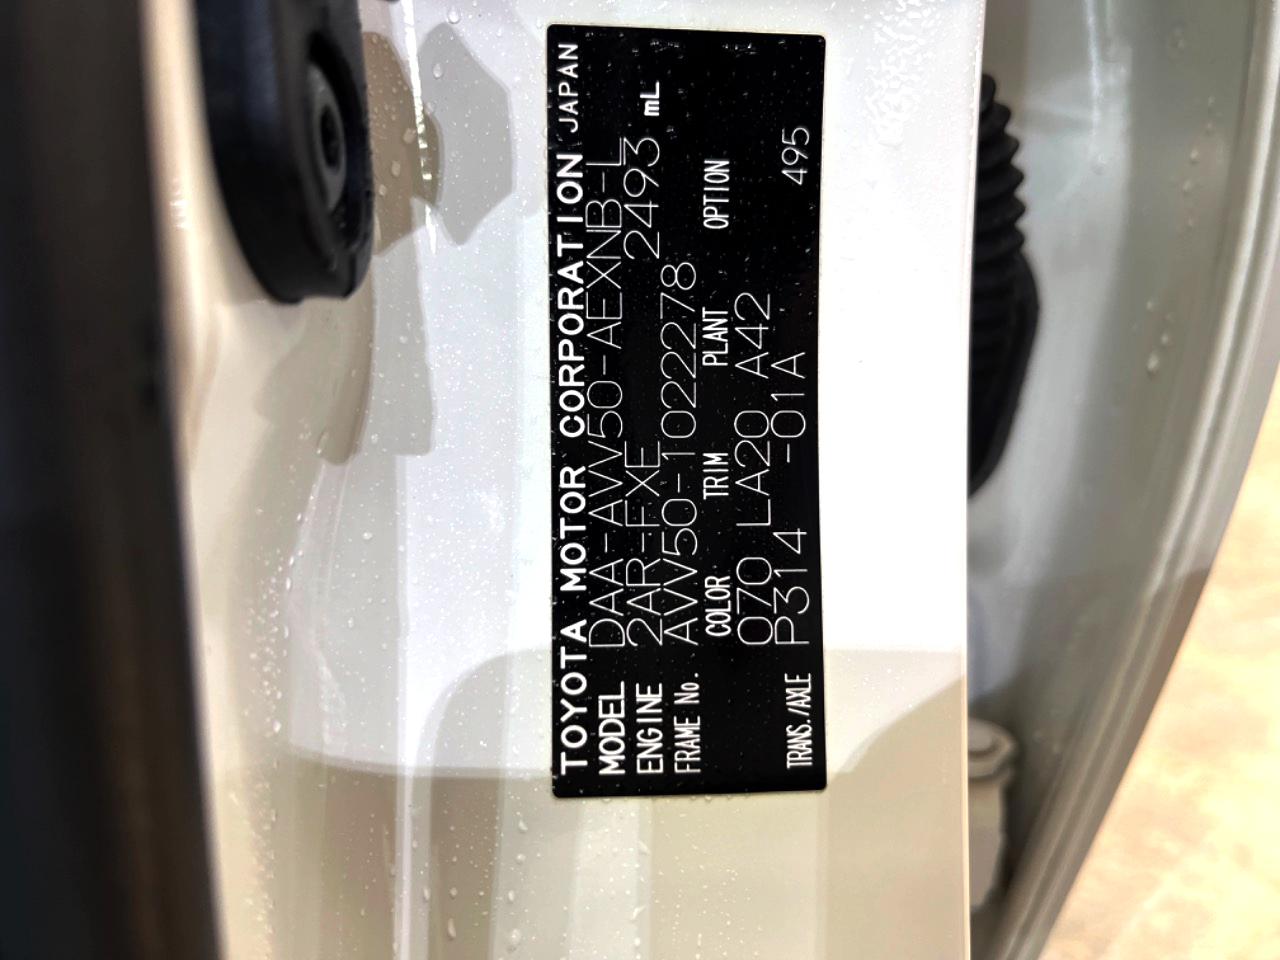 TOYOTA MOTOR CORPORATION JAPAN
MODEL DAA-AVV50-AEXNB-L
ENGINE 2AR-FXE 2493 mL
FRAME No. AVV50-1022278
COLOR TRIM PLANT OPTION
070 LA20 A42
TRANS./AXLE P314 -01A 495